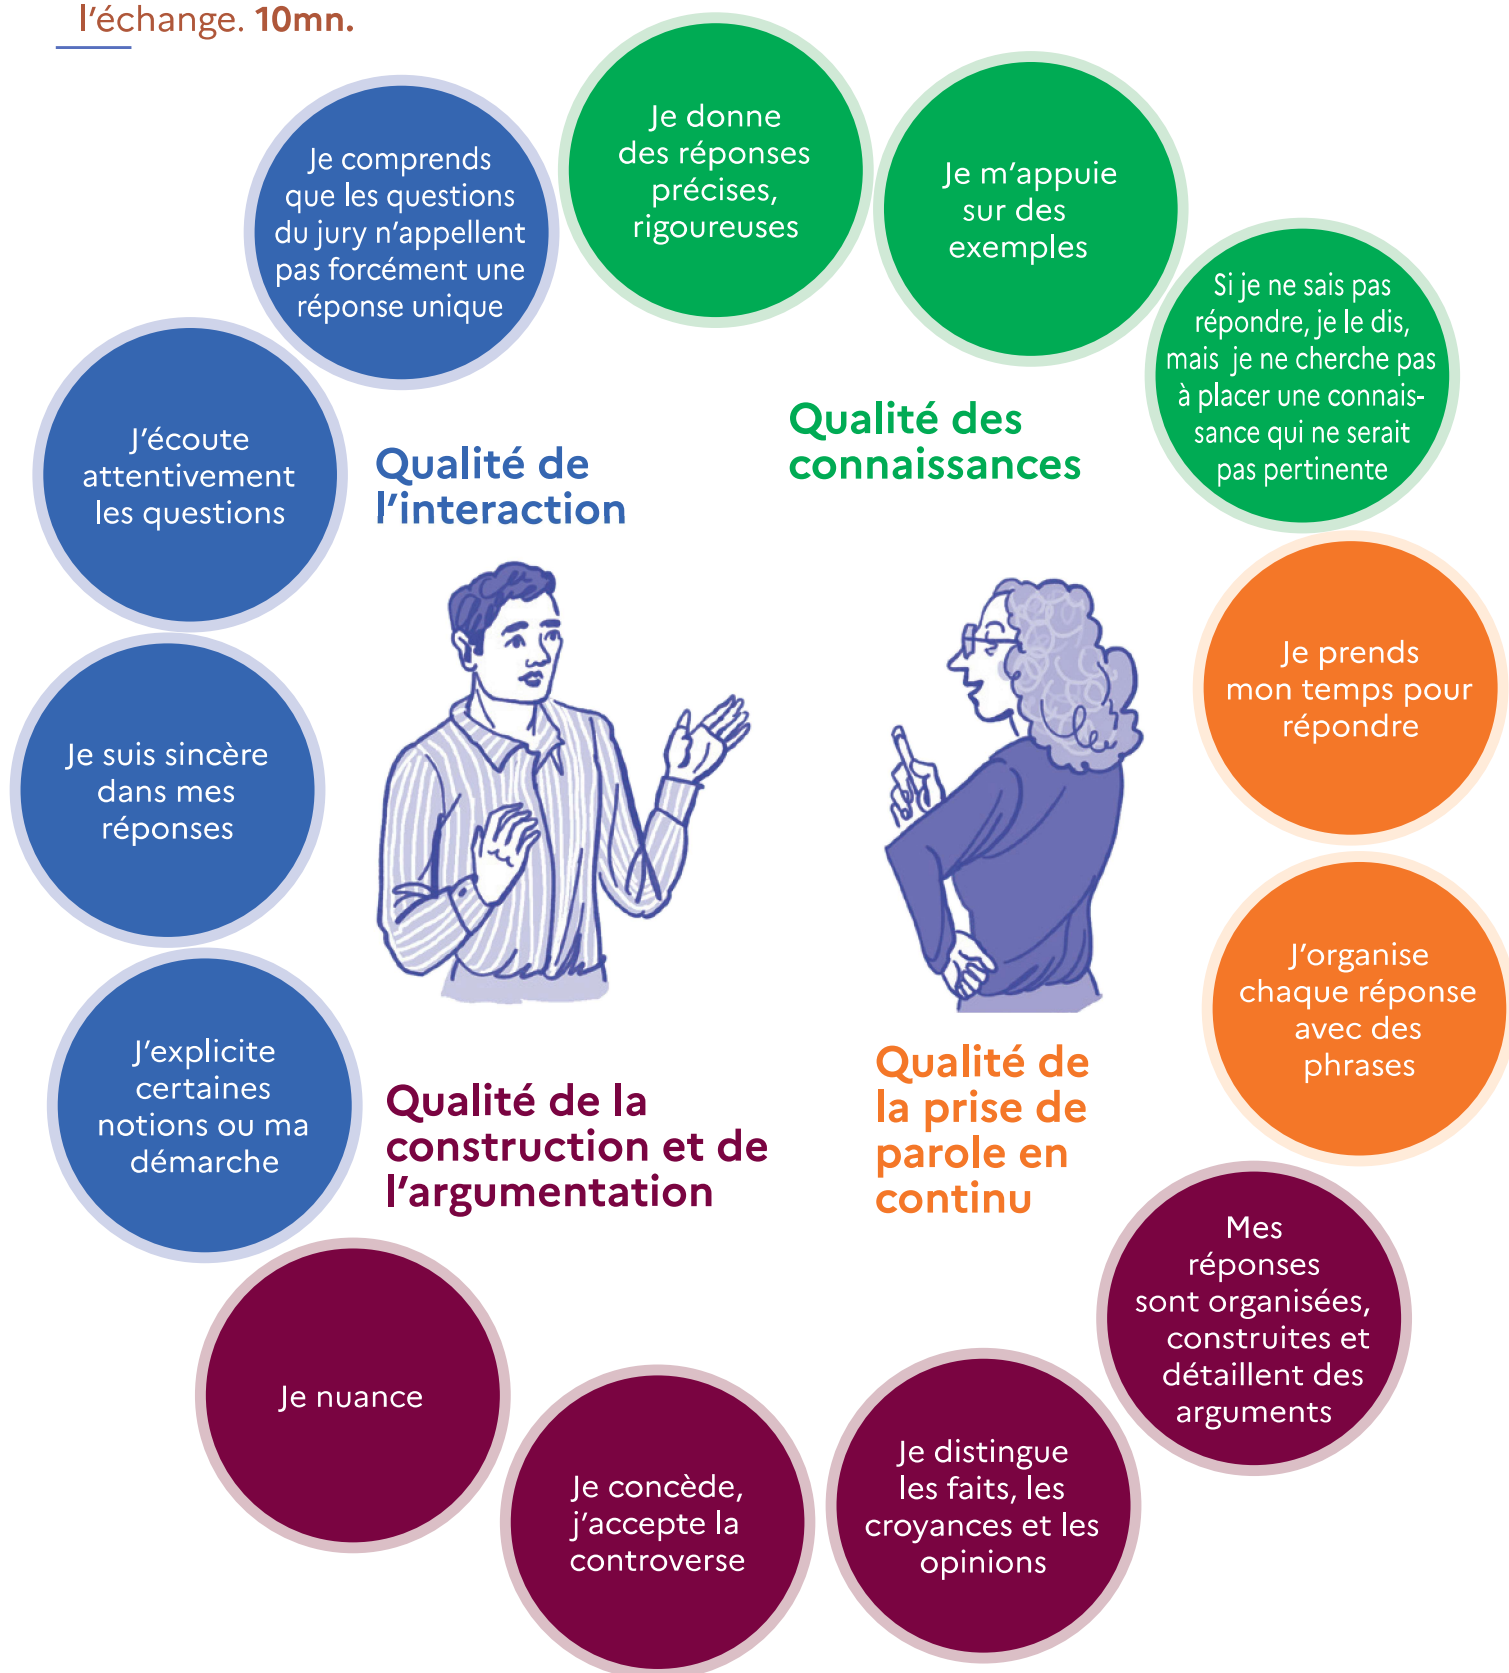 l’échange. 10mn.
Je comprends
que les questions
du jury n’appellent
pas forcément une
réponse unique
Je donne
des réponses
précises,
rigoureuses
Je m’appuie
sur des
exemples
Si je ne sais pas
répondre, je le dis,
mais je ne cherche pas
à placer une connais-
sance qui ne serait
pas pertinente
J’écoute
attentivement
les questions
Qualité de
l’interaction
Qualité des
connaissances
Je suis sincère
dans mes
réponses
Je prends
mon temps pour
répondre
J’explicite
certaines
notions ou ma
démarche
Qualité de la
construction et de
l’argumentation
Qualité de
la prise de
parole en
continu
J’organise
chaque réponse
avec des
phrases
Je nuance
Je concède,
j’accepte la
controverse
Je distingue
les faits, les
croyances et les
opinions
Mes
réponses
sont organisées,
construites et
détaillent des
arguments